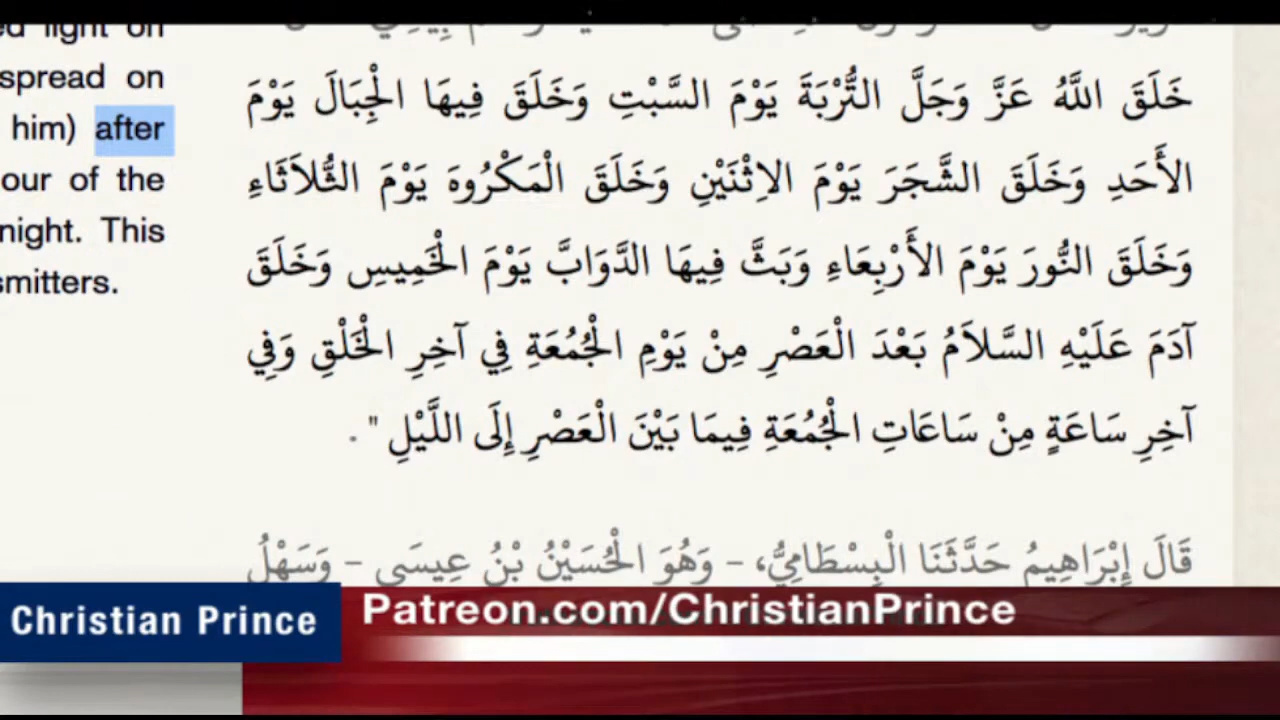 ed light on
spread on
him) after
our of the
night. This
smitters.
خَلَقَ اللَّهُ عَزَّ وَجَلَّ التُّرْبَةَ يَوْمَ السَّبْتِ وَخَلَقَ فِيهَا الْجِبَالَ يَوْمَ
الأَحَدِ وَخَلَقَ الشَّجَرَ يَوْمَ الاِثْنَيْنِ وَخَلَقَ الْمَكْرُوهَ يَوْمَ الثُّلاَثَاءِ
وَخَلَقَ النُّورَ يَوْمَ الأَرْبِعَاءِ وَبَثَّ فِيهَا الدَّوَابَّ يَوْمَ الْخَمِيسِ وَخَلَقَ
آدَمَ عَلَيْهِ السَّلاَمُ بَعْدَ الْعَصْرِ مِنْ يَوْمِ الْجُمُعَةِ فِي آخِرِ الْخَلْقِ وَفِي
آخِرِ سَاعَةٍ مِنْ سَاعَاتِ الْجُمُعَةِ فِيمَا بَيْنَ الْعَصْرِ إِلَى اللَّيْلِ " .
قَالَ إِبْرَاهِيمُ حَدَّثَنَا الْبِسْطَامِيُّ، - وَهُوَ الْحُسَيْنُ بْنُ عِيسَى - وَسَهْلُ
Christian Prince
Patreon.com/ChristianPrince